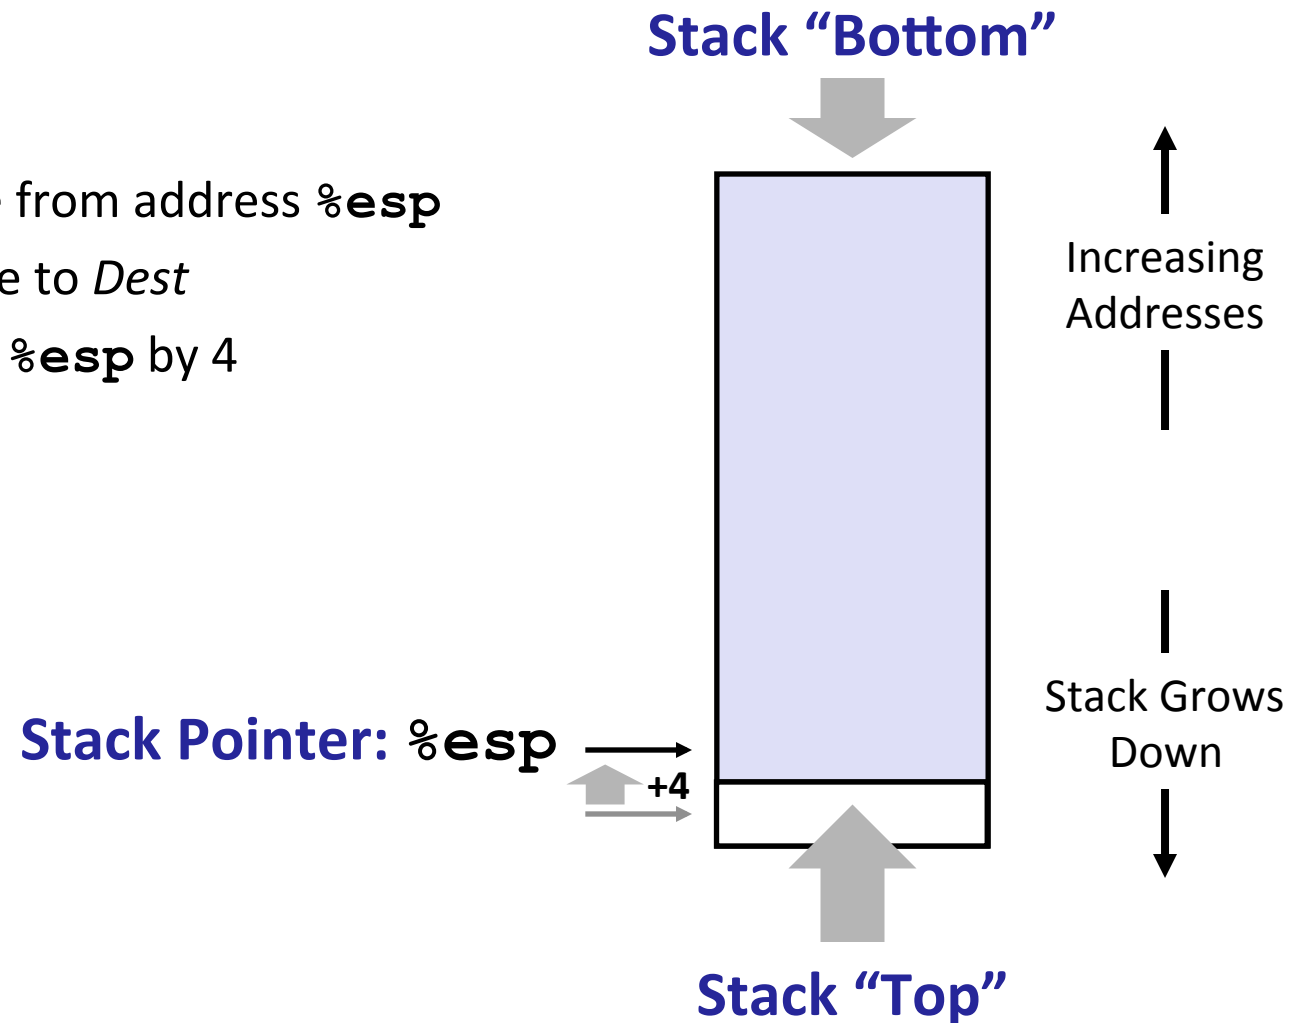 Stack “Bottom”
from address %esp
e to Dest
%esp by 4
Increasing
Addresses
Stack Grows
Down
Stack Pointer: %esp
+4
Stack “Top”